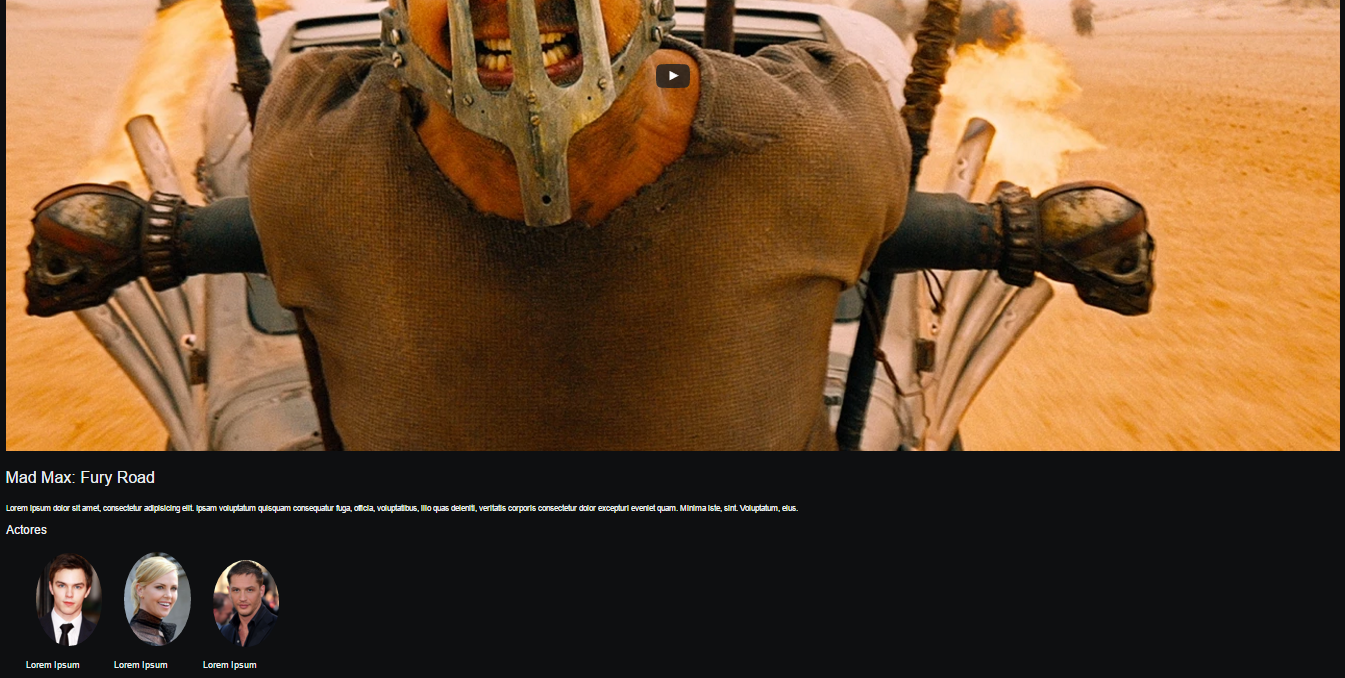 Mad Max: Fury Road
Lorem ipsum dolor sit amet, consectetur adipisicing elit. Ipsam voluptatum quisquam consequatur fuga, officia, voluptatibus, illo quas deleniti, veritatis corporis consectetur dolor excepturi eveniet quam. Minima iste, sint. Voluptatum, eius.
Actores
Lorem Ipsum Lorem Ipsum Lorem Ipsum